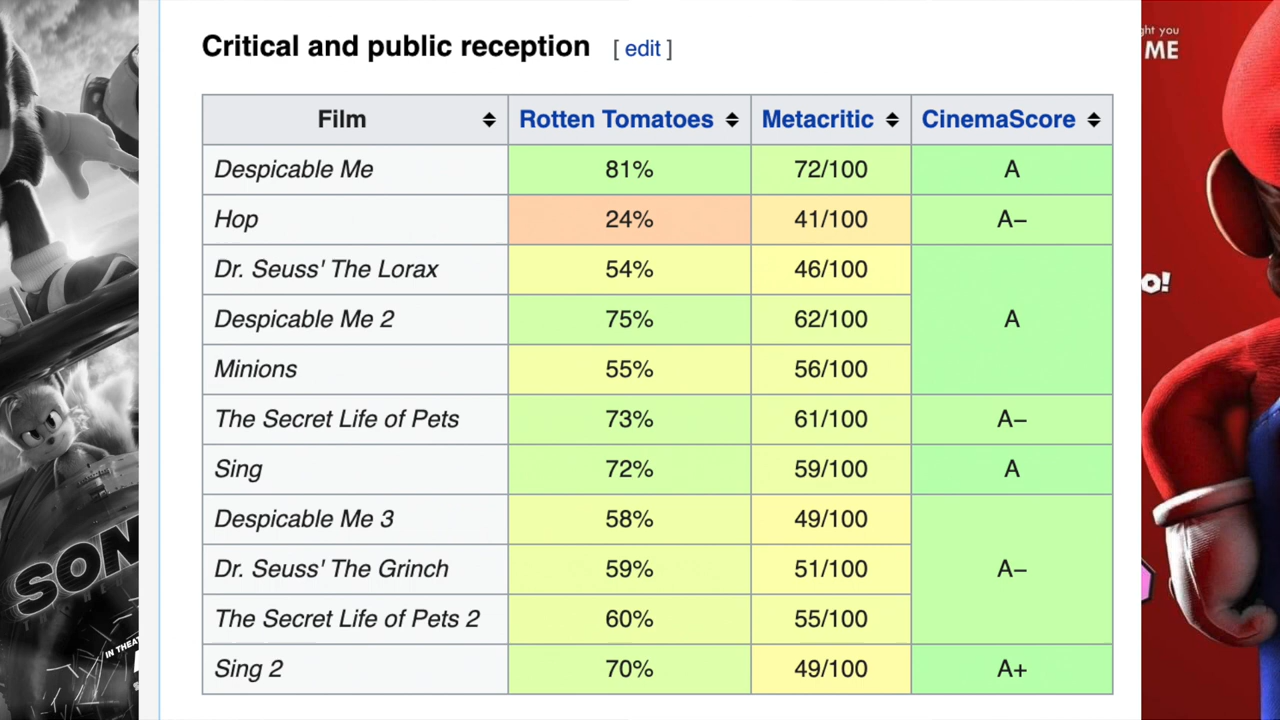 Critical and public reception [ edit ]
Film Rotten Tomatoes Metacritic CinemaScore
Despicable Me 81% 72/100 A
Hop 24% 41/100 A−
Dr. Seuss' The Lorax 54% 46/100
Despicable Me 2 75% 62/100 A
Minions 55% 56/100
The Secret Life of Pets 73% 61/100 A−
Sing 72% 59/100 A
Despicable Me 3 58% 49/100
Dr. Seuss' The Grinch 59% 51/100 A−
The Secret Life of Pets 2 60% 55/100
Sing 2 70% 49/100 A+
SON
IN THEA
ght you
ME
O!